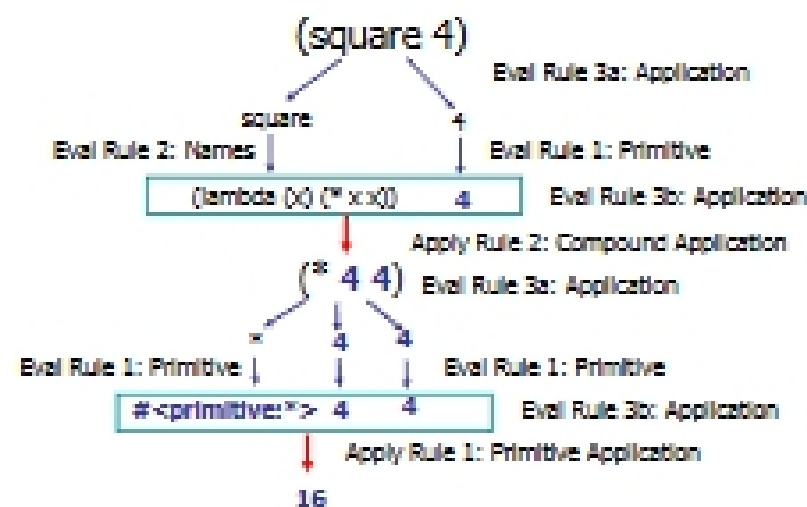 (square 4)
Eval Rule 3a: Application
square 4
Eval Rule 2: Names Eval Rule 1: Primitive
(lambda (x) (* x x)) 4 Eval Rule 3b: Application
Apply Rule 2: Compound Application
(* 4 4) Eval Rule 3a: Application
* 4 4
Eval Rule 1: Primitive Eval Rule 1: Primitive
#<primitive:*> 4 4 Eval Rule 3b: Application
Apply Rule 1: Primitive Application
16